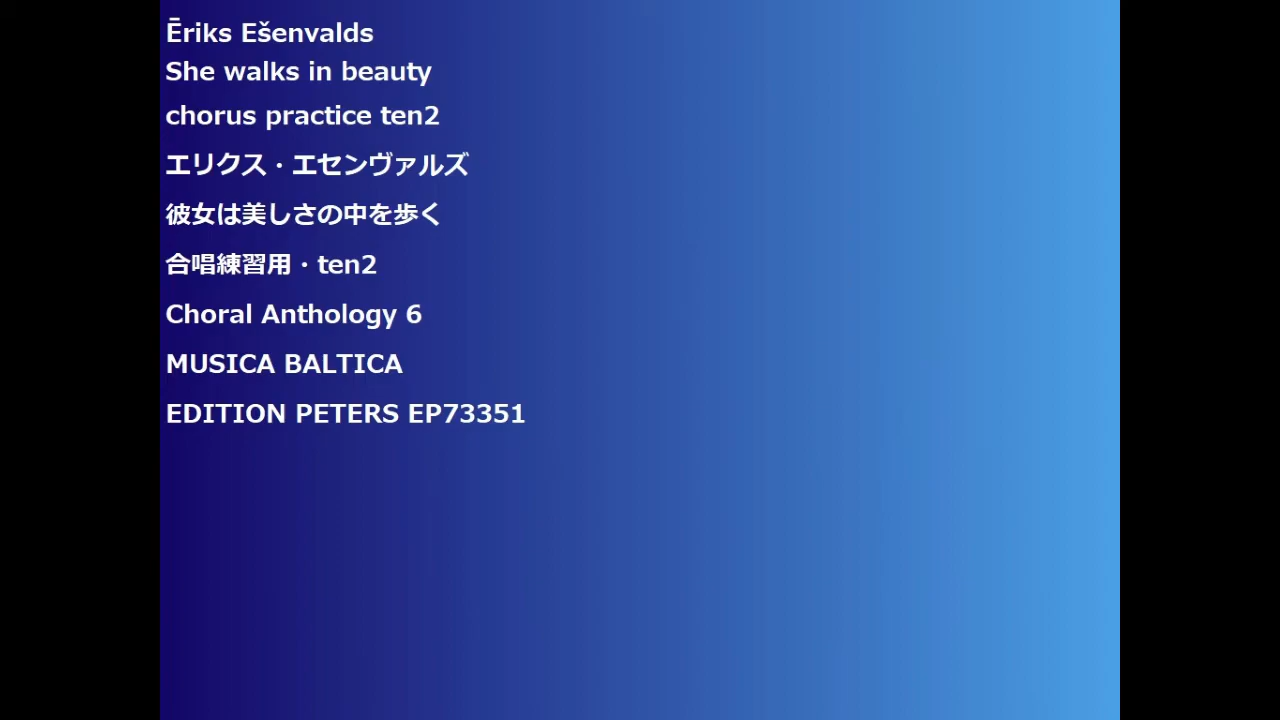 Ēriks Ešenvalds
She walks in beauty
chorus practice ten2
エリクス・エセンヴァルズ
彼女は美しさの中を歩く
合唱練習用・ten2
Choral Anthology 6
MUSICA BALTICA
EDITION PETERS EP73351